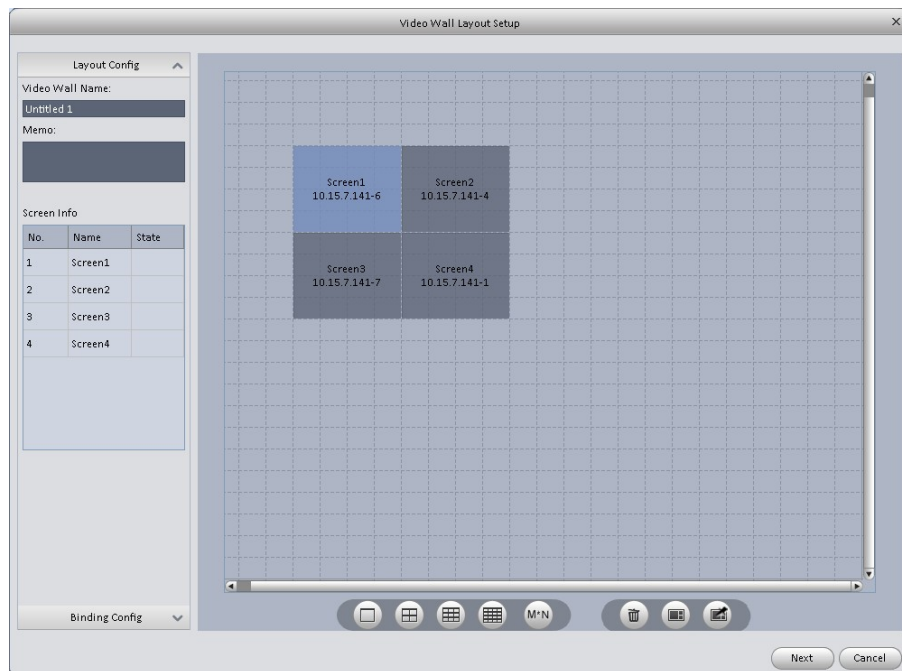 Video Wall Layout Setup
Layout Config
Video Wall Name:
Untitled 1
Memo:
Screen Info
No. Name State
1 Screen1
2 Screen2
3 Screen3
4 Screen4
Binding Config
Screen1
10.15.7.141-6
Screen2
10.15.7.141-4
Screen3
10.15.7.141-7
Screen4
10.15.7.141-1
M*N
Next
Cancel